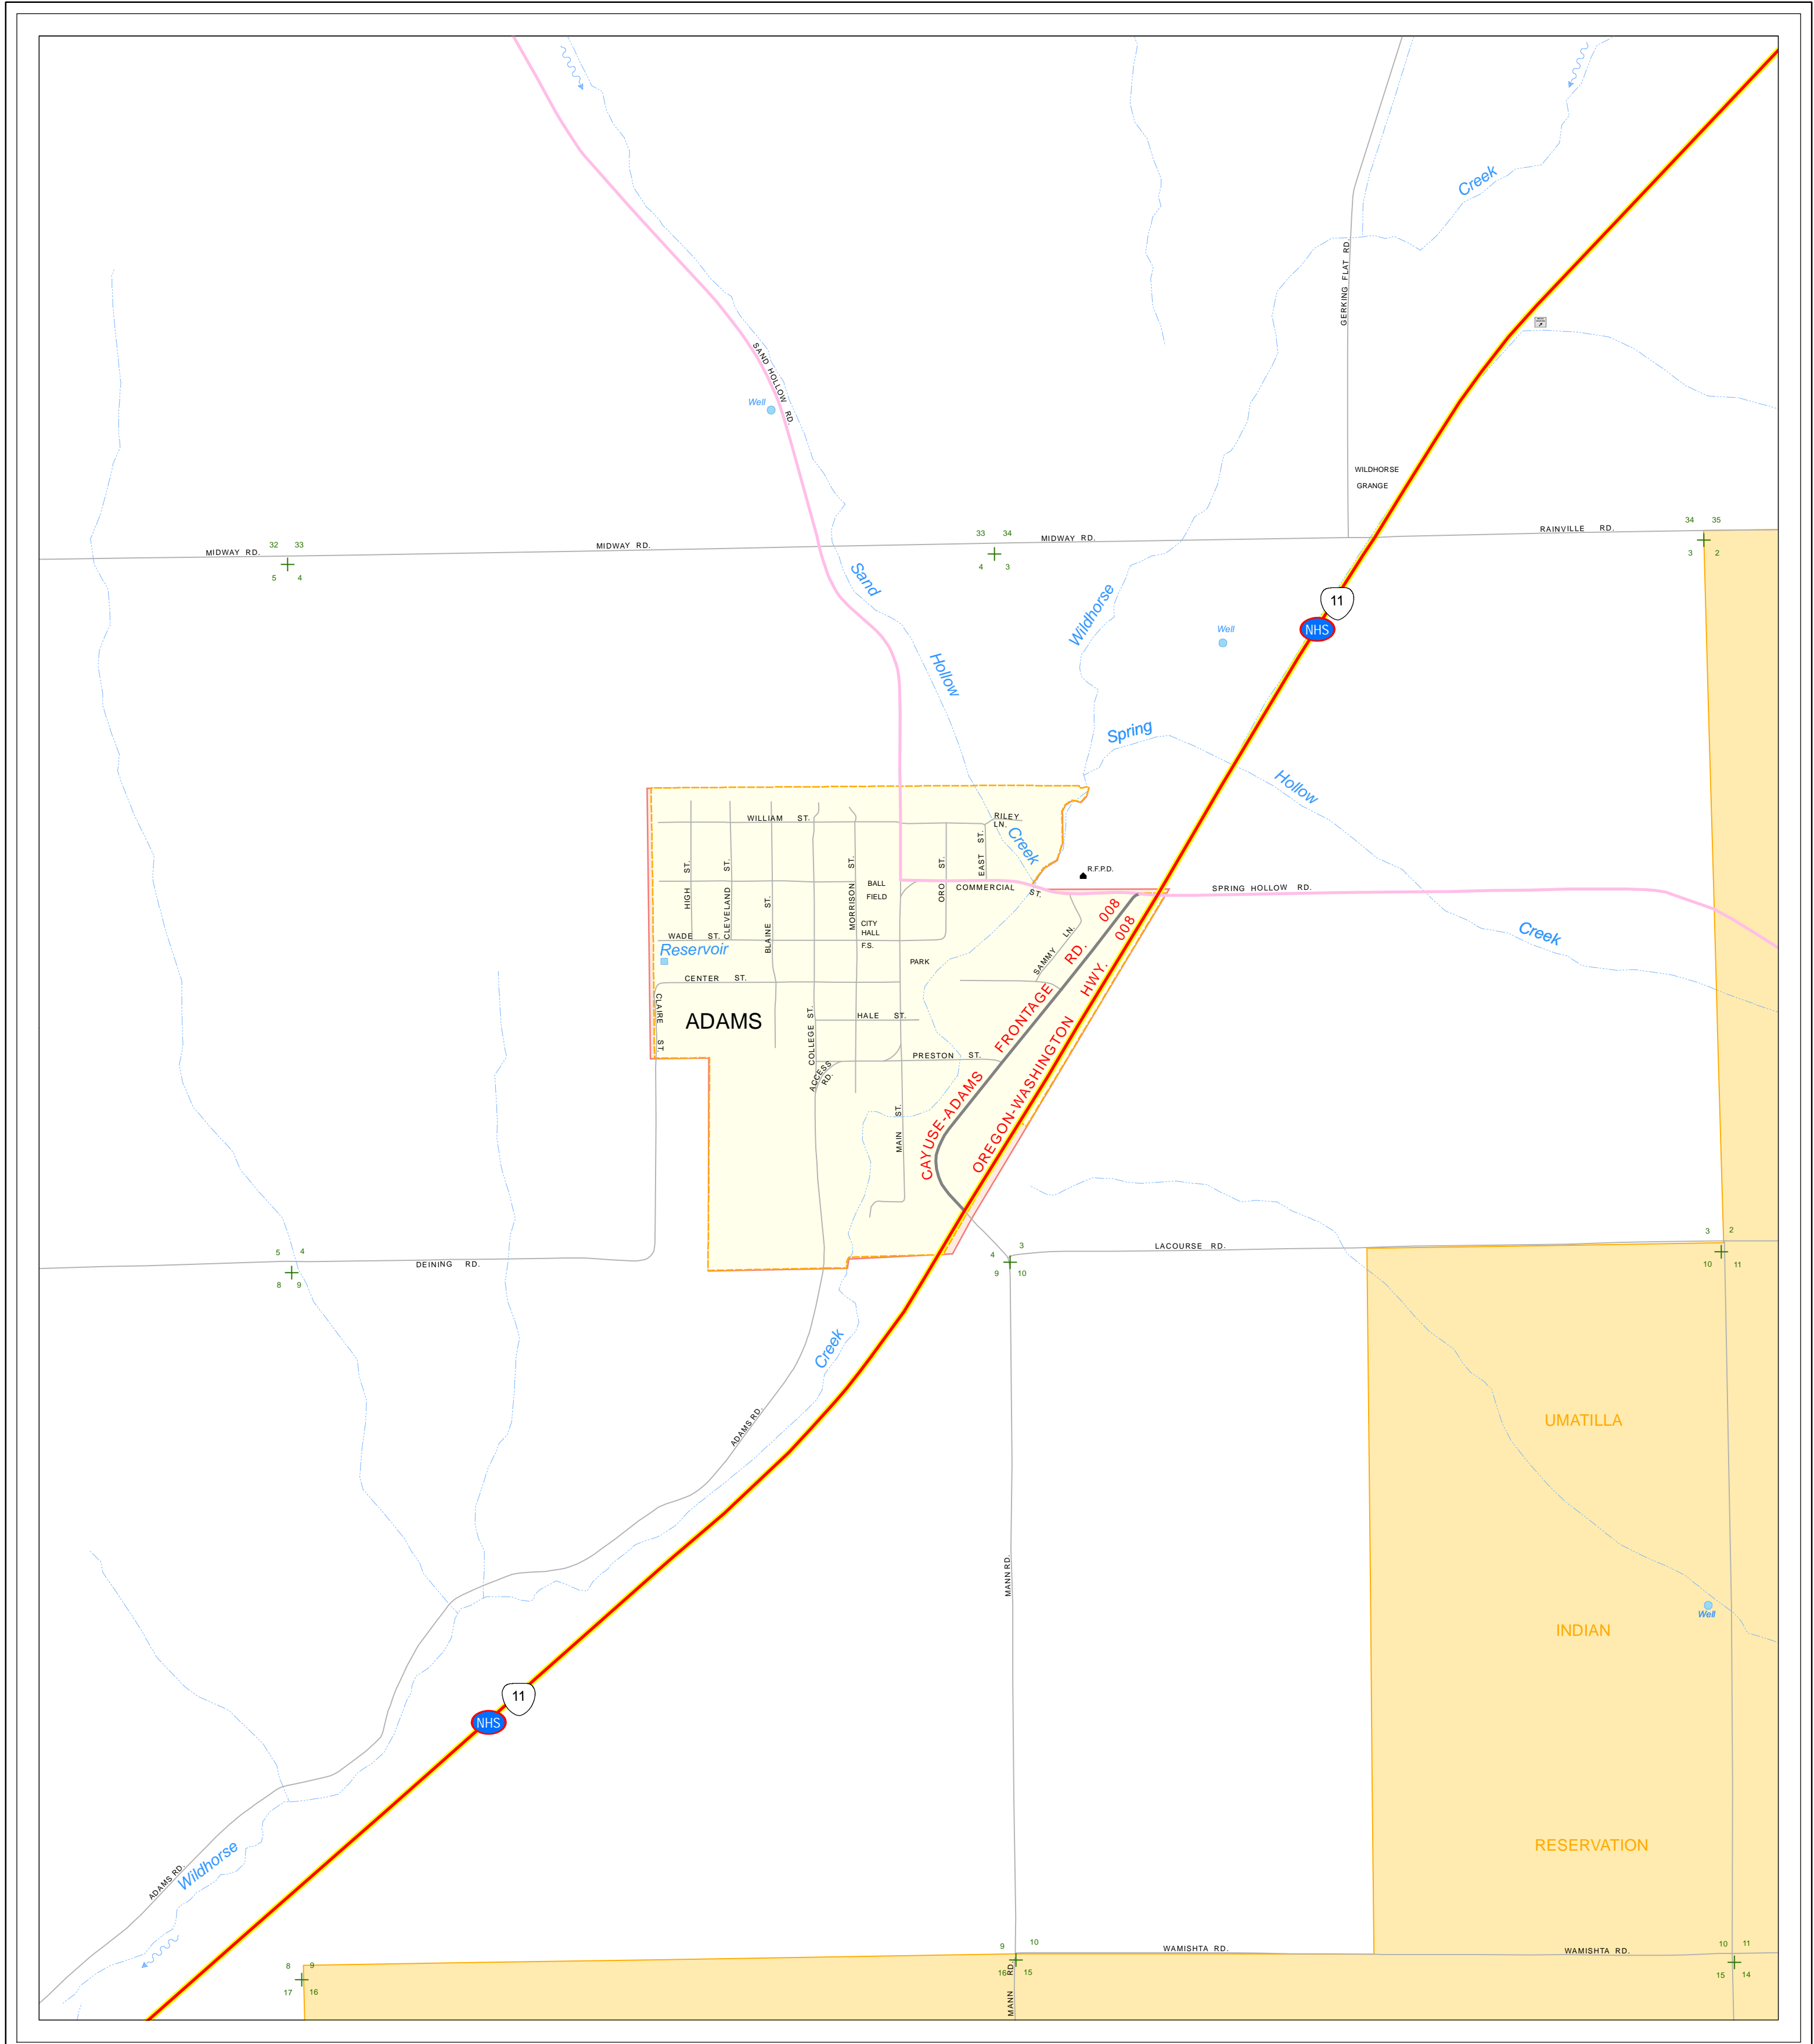 Creek
GERKING FLAT RD.
SAND HOLLOW RD.
Well
WILDHORSE
GRANGE
32 33
5 4
MIDWAY RD.
MIDWAY RD.
33 34
4 3
MIDWAY RD.
RAINVILLE RD.
34 35
3 2
Sand
Hollow
Creek
Wildhorse
Well
11
NHS
Spring
Hollow
Creek
WILLIAM ST.
RILEY
LN.
HIGH ST.
CLEVELAND ST.
BLAINE ST.
COLLEGE ST.
MORRISON ST.
BALL
FIELD
ORO ST.
EAST ST.
COMMERCIAL ST.
R.F.P.D.
SPRING HOLLOW RD.
CITY
HALL
F.S.
WADE ST.
Reservoir
PARK
CENTER ST.
SAMMY LN.
CLAIRE ST.
ADAMS
HALE ST.
PRESTON ST.
ACCESS
RD.
MAIN ST.
CAYUSE-ADAMS FRONTAGE RD. 008
OREGON-WASHINGTON HWY. 008
5 4
8 9
DEINING RD.
3
4
9 10
LACOURSE RD.
3 2
10 11
Creek
ADAMS RD.
UMATILLA
INDIAN
RESERVATION
MANN RD.
Well
11
NHS
ADAMS RD.
Wildhorse
8 9
17 16
9 10
16 15
MANN RD.
WAMISHTA RD.
WAMISHTA RD.
10 11
15 14